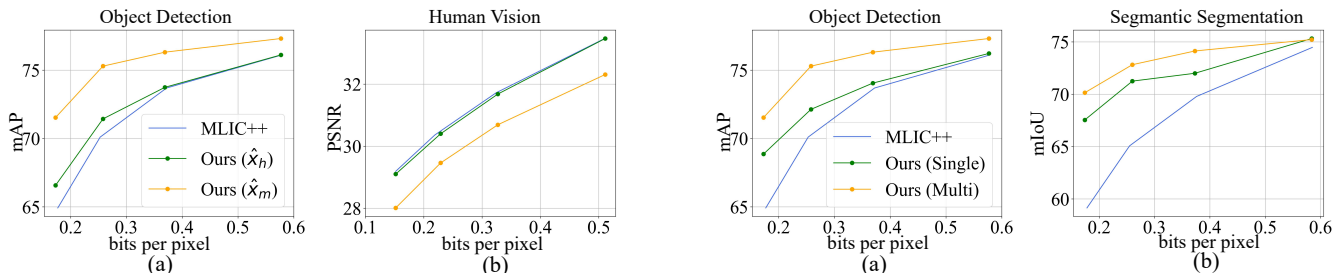 Object Detection
mAP
75
70
65
MLIC++
Ours (x̂_h)
Ours (x̂_m)
0.2 0.3 0.4 0.5 0.6
bits per pixel
(a)
Human Vision
PSNR
32
30
28
0.1 0.2 0.3 0.4 0.5
bits per pixel
(b)
Object Detection
mAP
75
70
65
MLIC++
Ours (Single)
Ours (Multi)
0.2 0.3 0.4 0.5 0.6
bits per pixel
(a)
Segmantic Segmentation
mIoU
75
70
65
60
0.2 0.3 0.4 0.5 0.6
bits per pixel
(b)